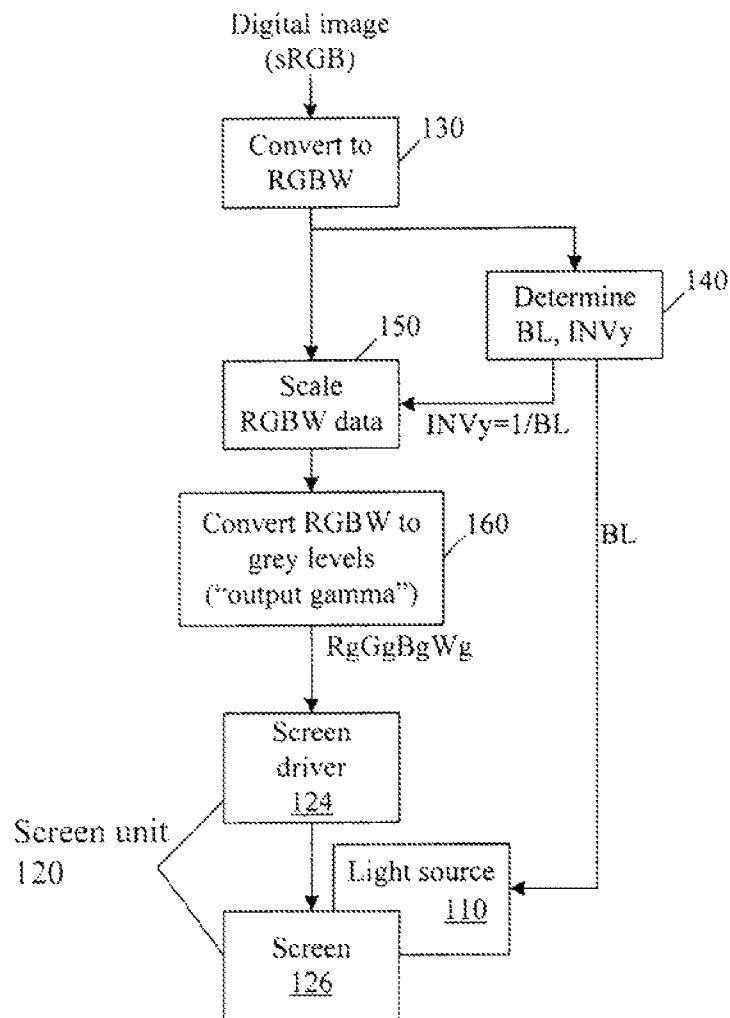 Digital image
(sRGB)
130
Convert to
RGBW
140
Determine
BL, INVy
150
Scale
RGBW data
INVy=1/BL
Convert RGBW to
grey levels
("output gamma")
160
BL
RgGgBgWg
Screen
driver
124
Screen unit
120
Light source
110
Screen
126